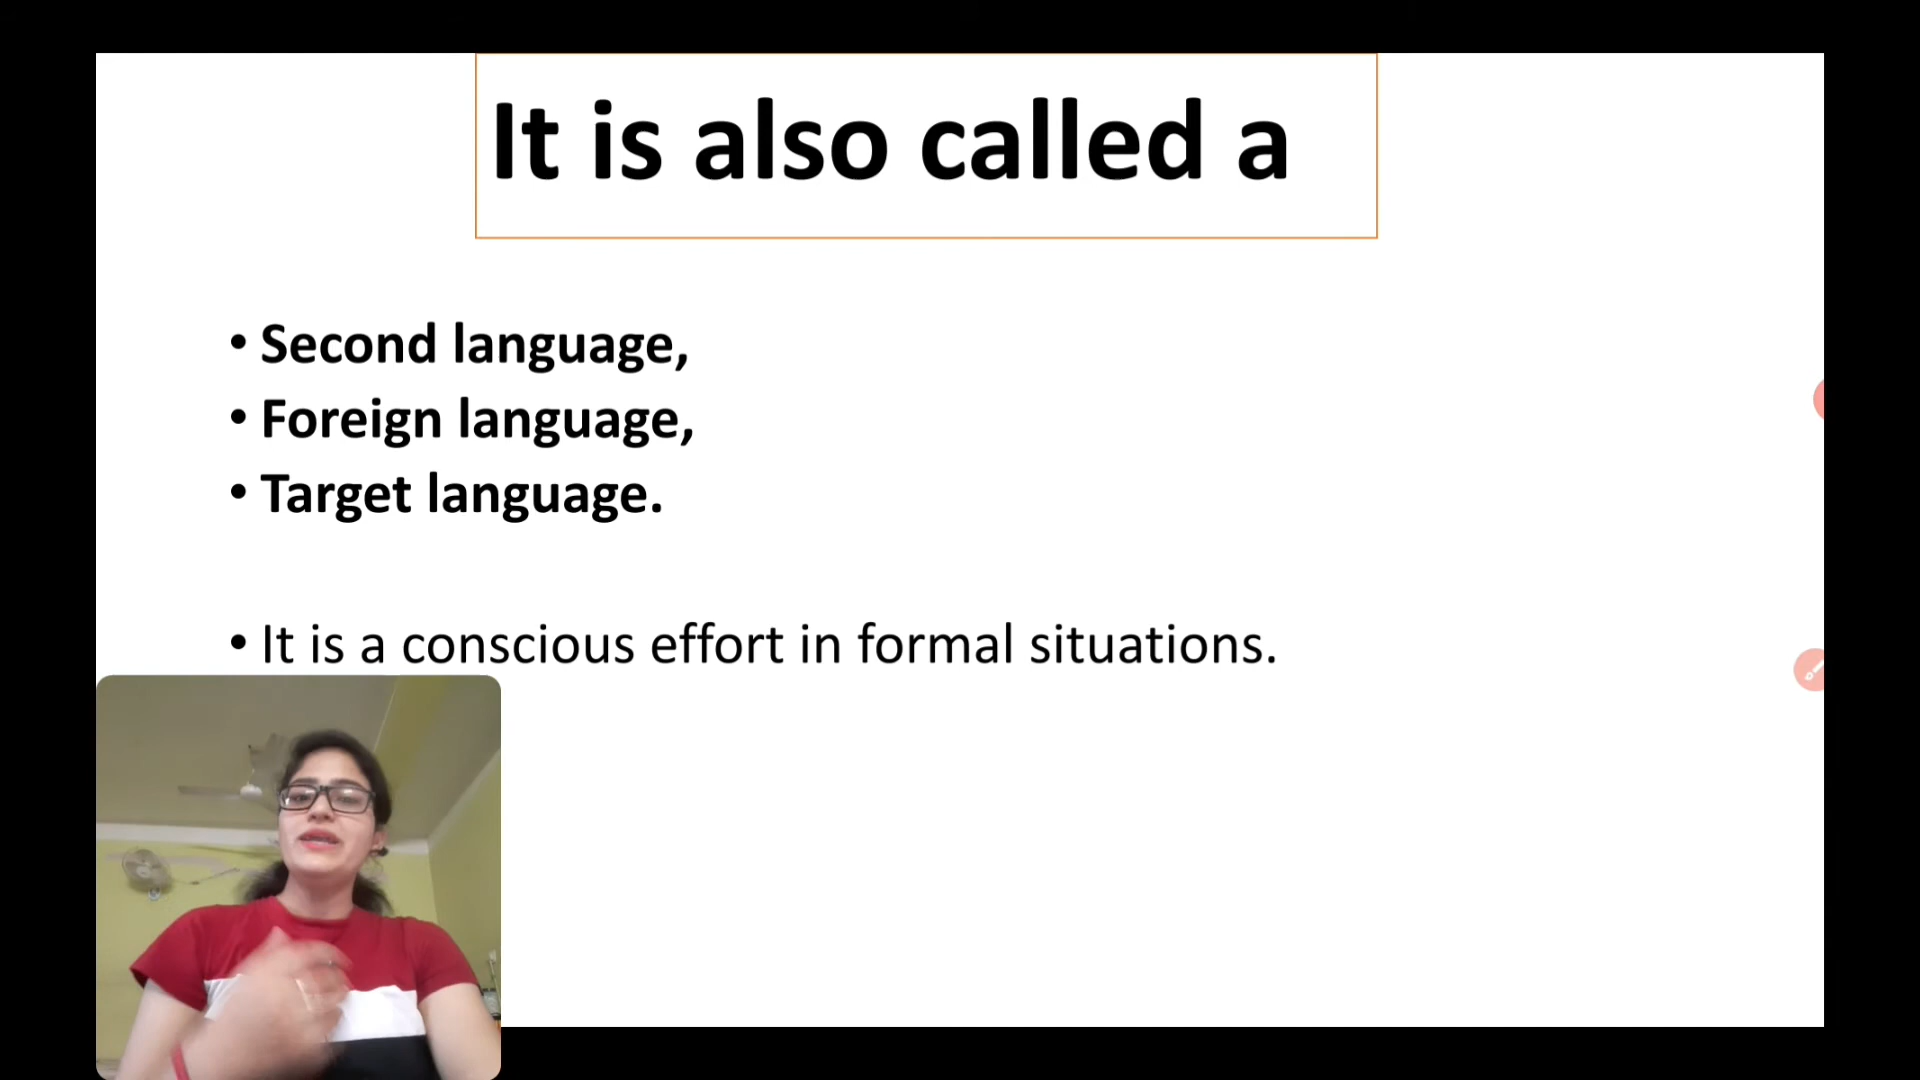 It is also called a
• Second language,
• Foreign language,
• Target language.
• It is a conscious effort in formal situations.